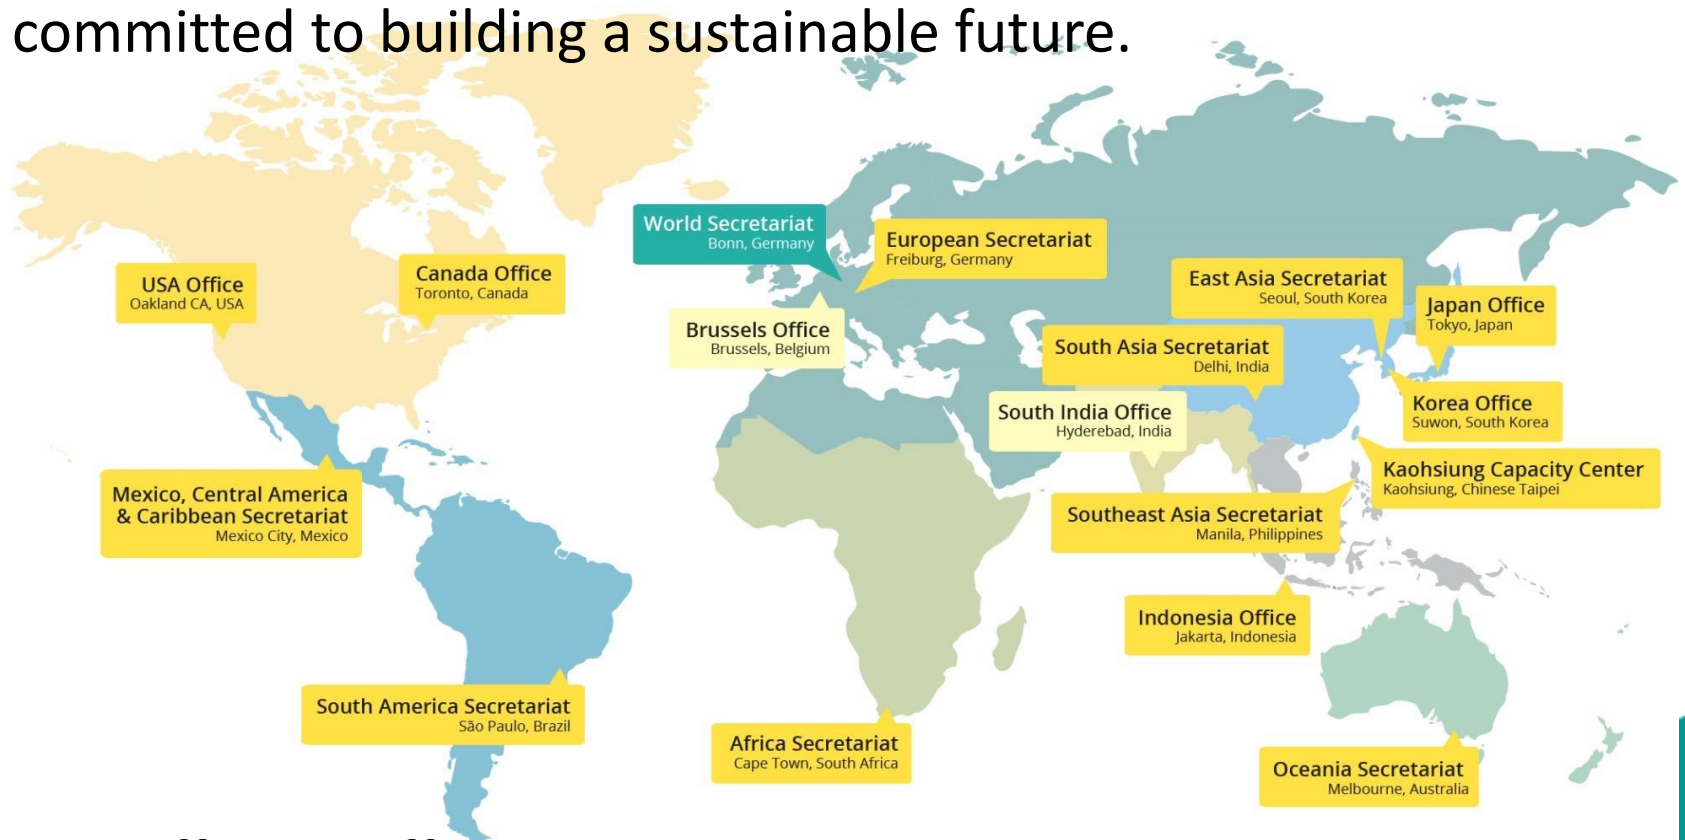 committed to building a sustainable future.
World Secretariat
Bonn, Germany
European Secretariat
Freiburg, Germany
USA Office
Oakland CA, USA
Canada Office
Toronto, Canada
East Asia Secretariat
Seoul, South Korea
Japan Office
Tokyo, Japan
Brussels Office
Brussels, Belgium
South Asia Secretariat
Delhi, India
South India Office
Hyderebad, India
Korea Office
Suwon, South Korea
Kaohsiung Capacity Center
Kaohsiung, Chinese Taipei
Mexico, Central America
& Caribbean Secretariat
Mexico City, Mexico
Southeast Asia Secretariat
Manila, Philippines
Indonesia Office
Jakarta, Indonesia
South America Secretariat
São Paulo, Brazil
Africa Secretariat
Cape Town, South Africa
Oceania Secretariat
Melbourne, Australia